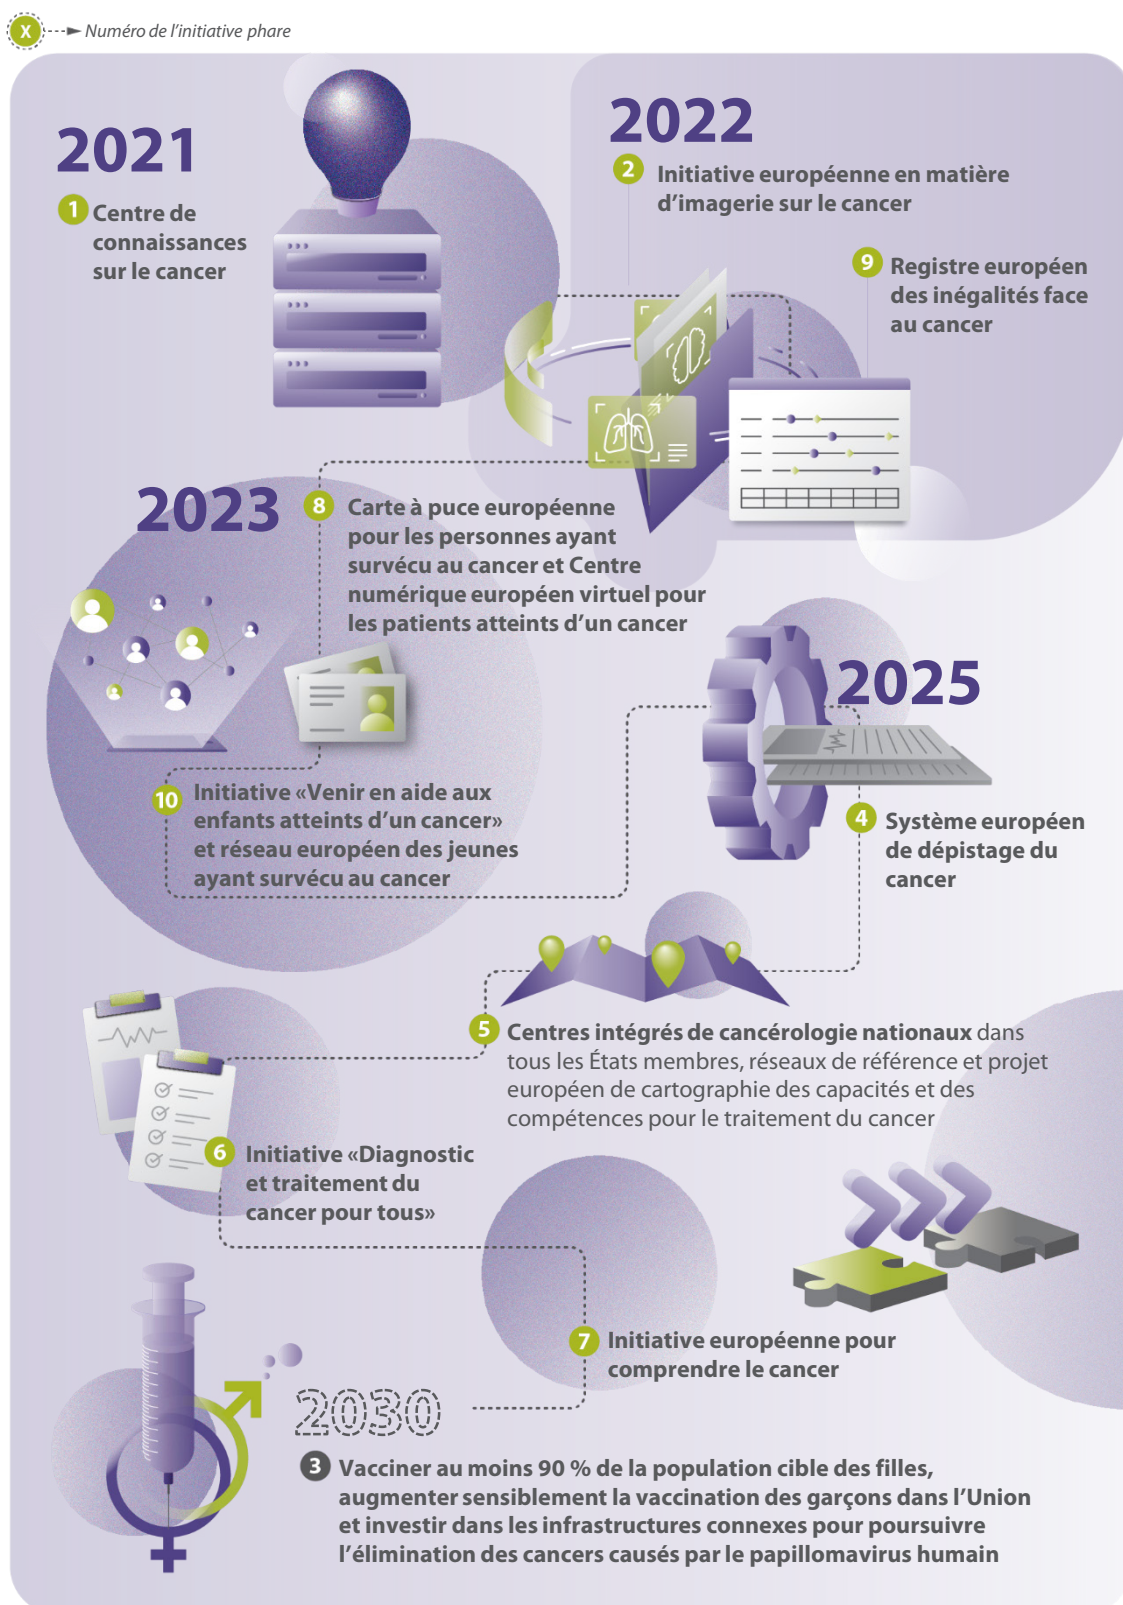 X Numéro de l'initiative phare
2021
1 Centre de
connaissances
sur le cancer
2022
2 Initiative européenne en matière
d'imagerie sur le cancer
9 Registre européen
des inégalités face
au cancer
2023
8 Carte à puce européenne
pour les personnes ayant
survécu au cancer et Centre
numérique européen virtuel pour
les patients atteints d'un cancer
10 Initiative «Venir en aide aux
enfants atteints d'un cancer»
et réseau européen des jeunes
ayant survécu au cancer
2025
4 Système européen
de dépistage du
cancer
5 Centres intégrés de cancérologie nationaux dans
tous les États membres, réseaux de référence et projet
européen de cartographie des capacités et des
compétences pour le traitement du cancer
6 Initiative «Diagnostic
et traitement du
cancer pour tous»
7 Initiative européenne pour
comprendre le cancer
2030
3 Vacciner au moins 90 % de la population cible des filles,
augmenter sensiblement la vaccination des garçons dans l'Union
et investir dans les infrastructures connexes pour poursuivre
l'élimination des cancers causés par le papillomavirus humain